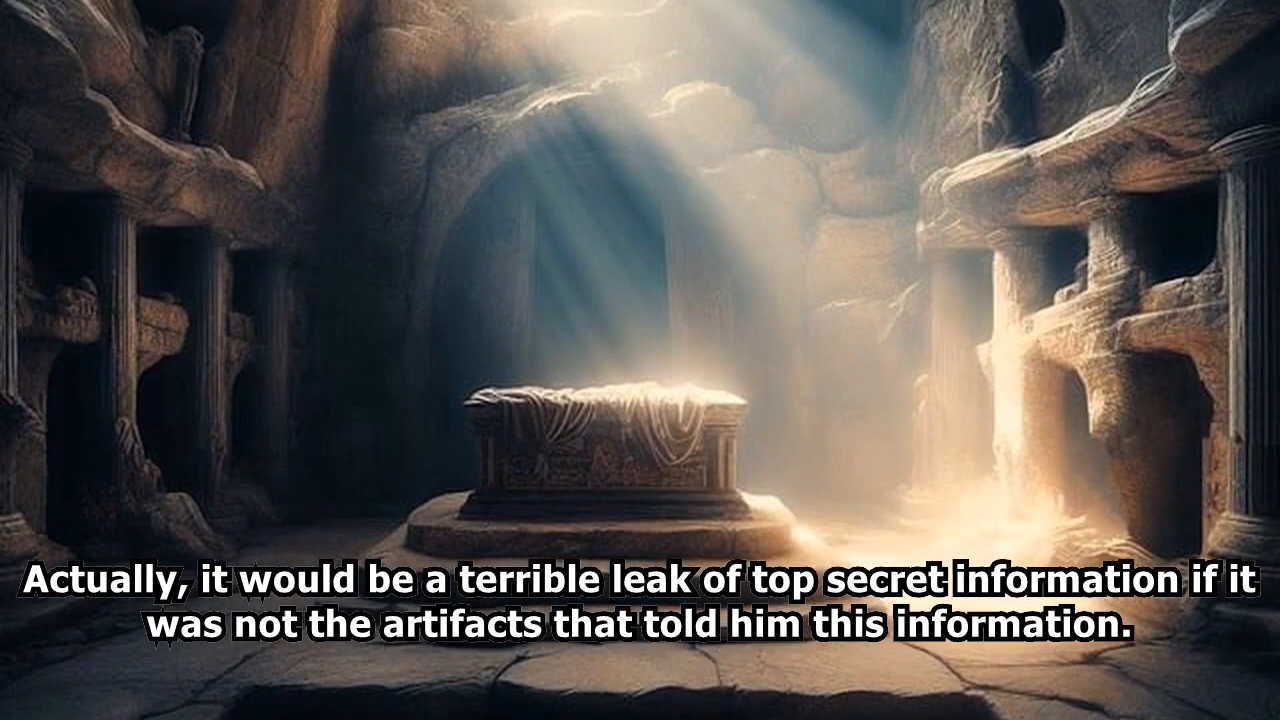 Actually, it would be a terrible leak of top secret information if it
was not the artifacts that told him this information.